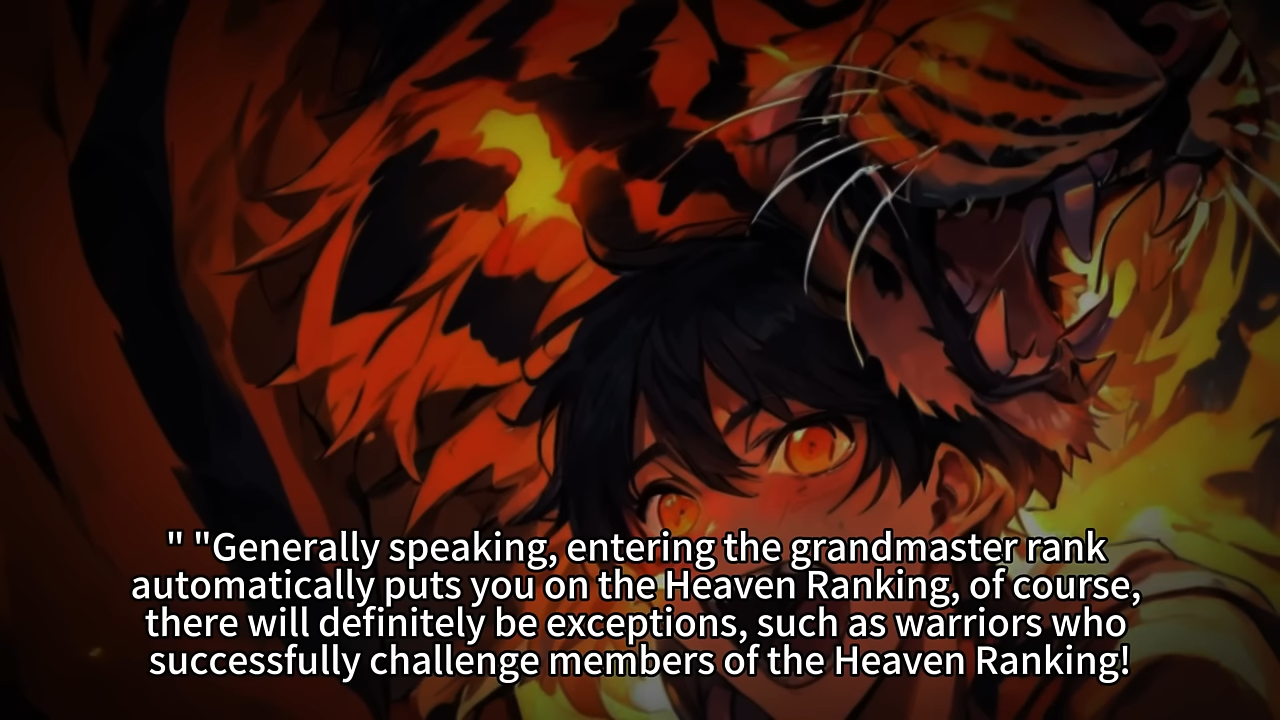 " "Generally speaking, entering the grandmaster rank
automatically puts you on the Heaven Ranking, of course,
there will definitely be exceptions, such as warriors who
successfully challenge members of the Heaven Ranking!